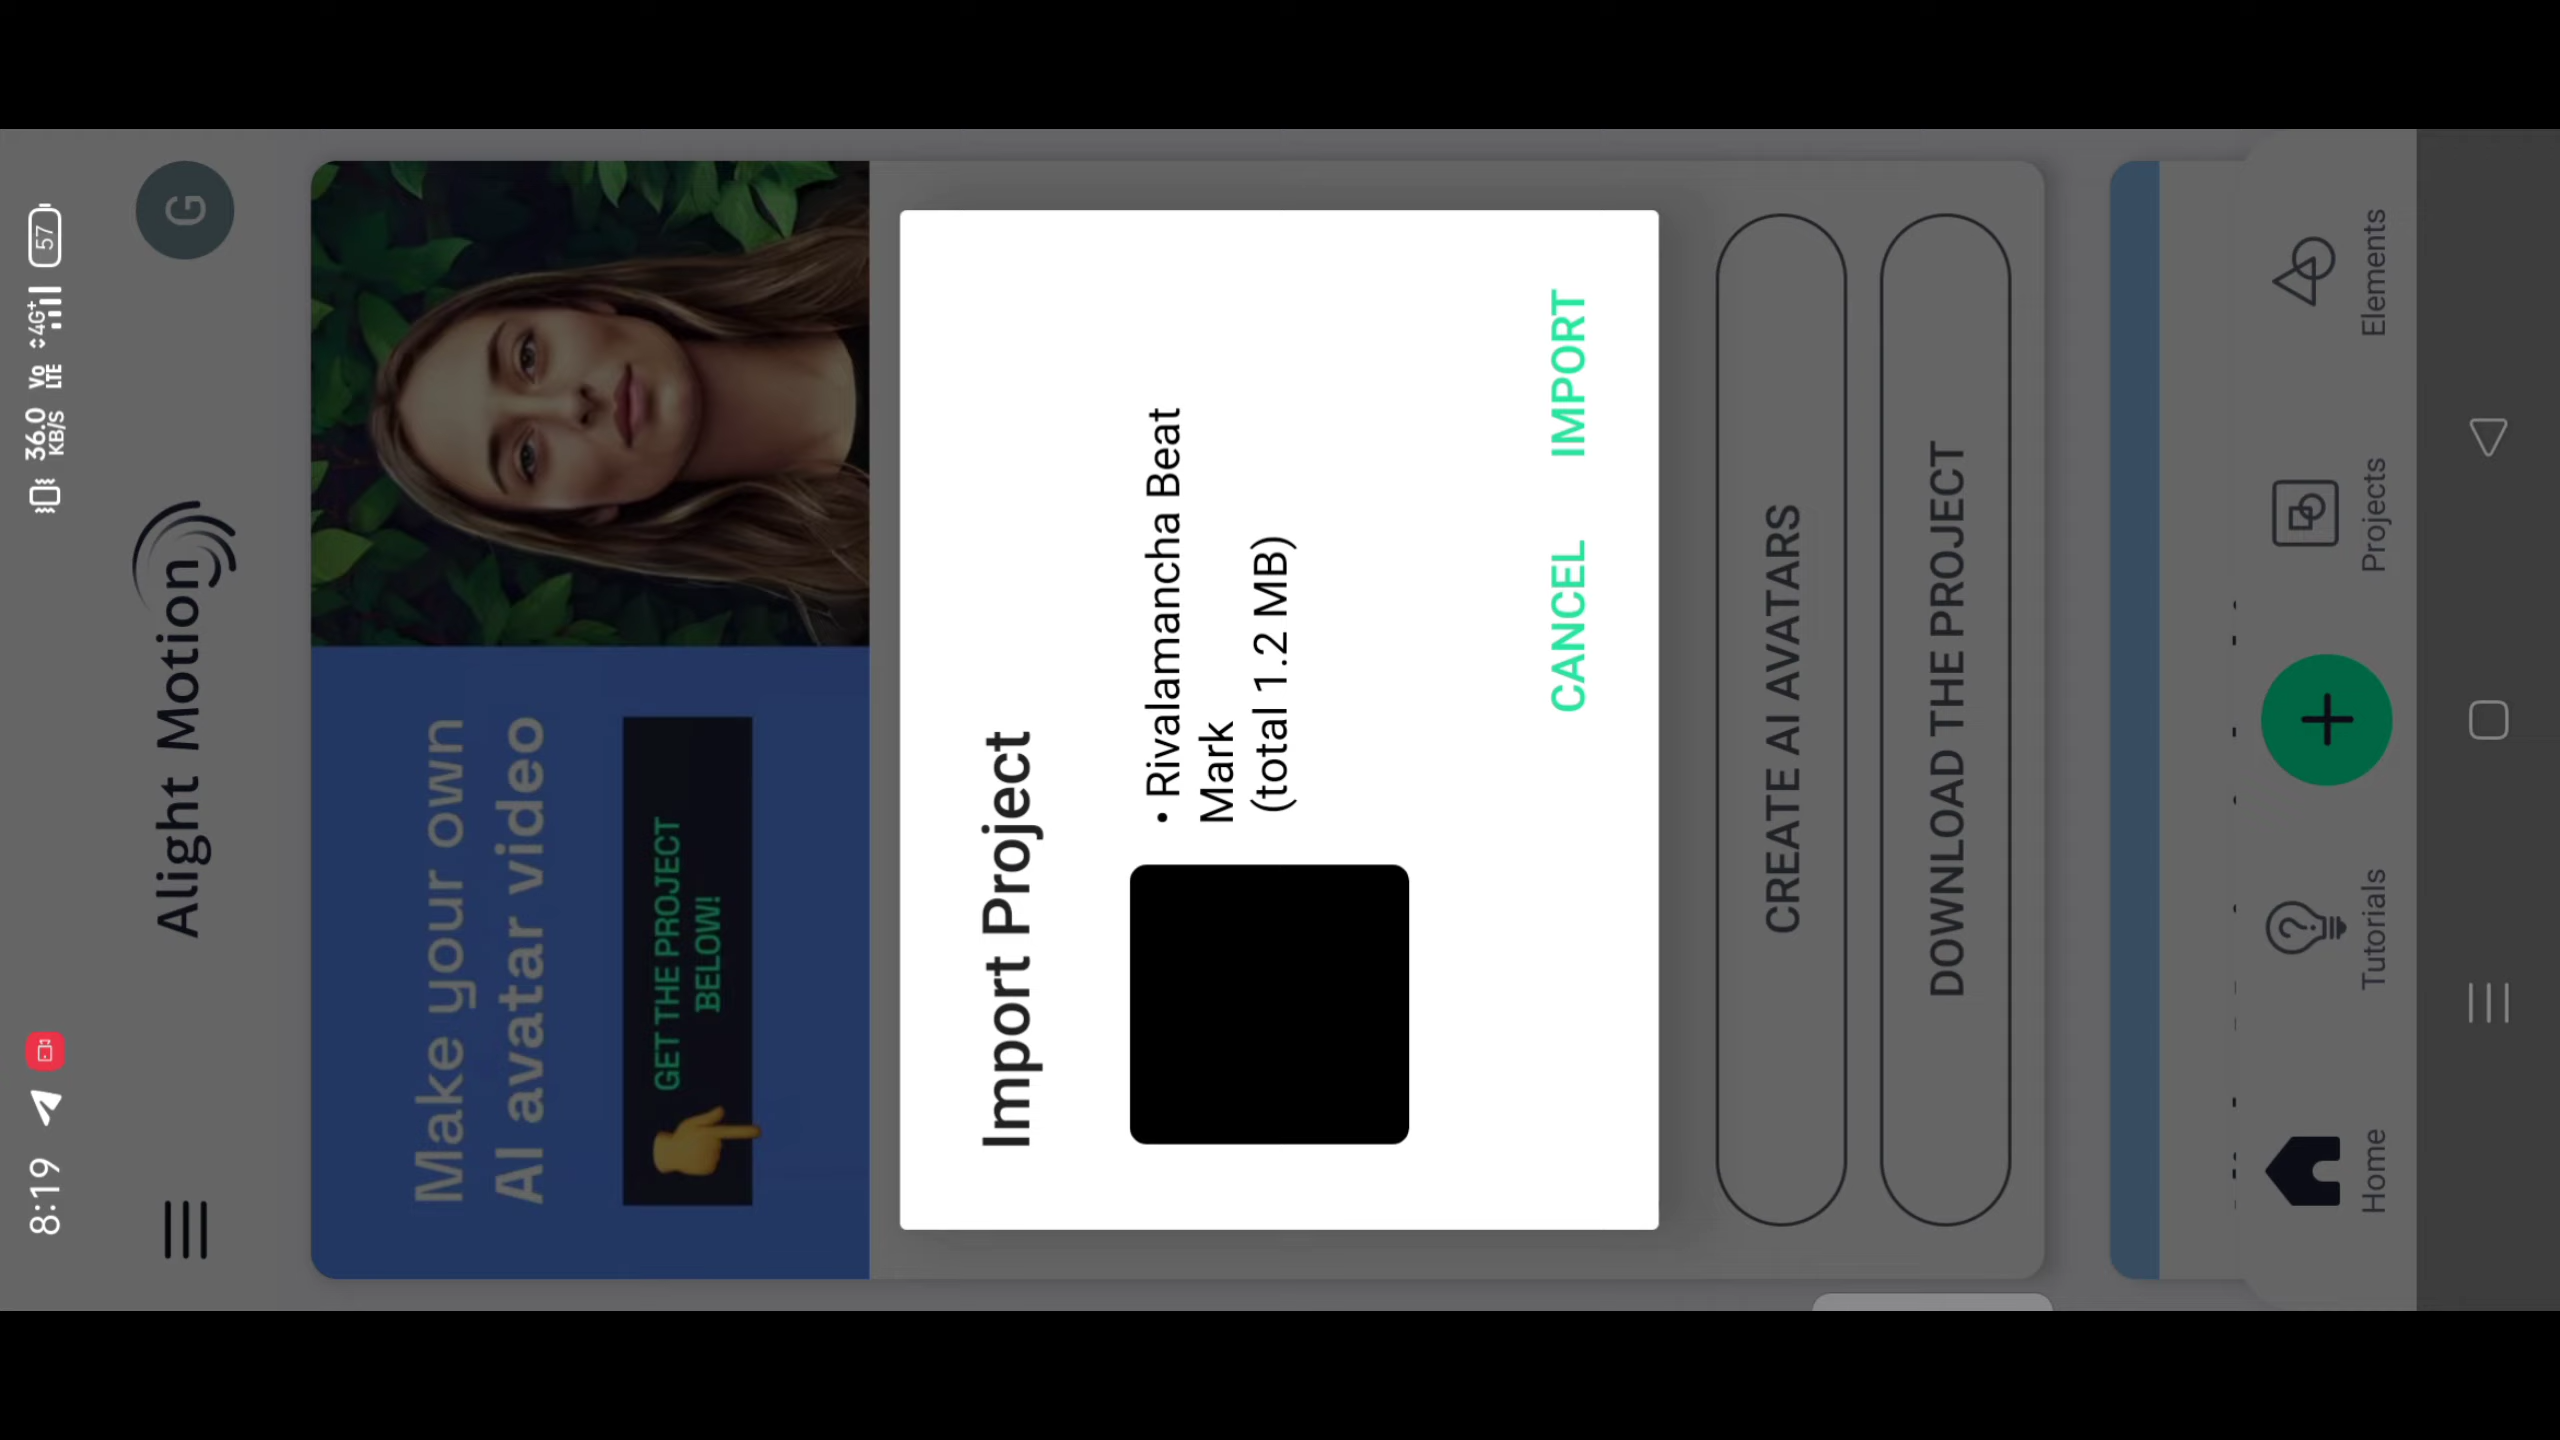 8:19
36.0
KB/S
Vo
LTE
4G+
57
Alight Motion
G
Make your own
AI avatar video
GET THE PROJECT
BELOW!
Import Project
• Rivalamancha Beat
Mark
(total 1.2 MB)
CANCEL
IMPORT
CREATE AI AVATARS
DOWNLOAD THE PROJECT
Home
Tutorials
Projects
Elements